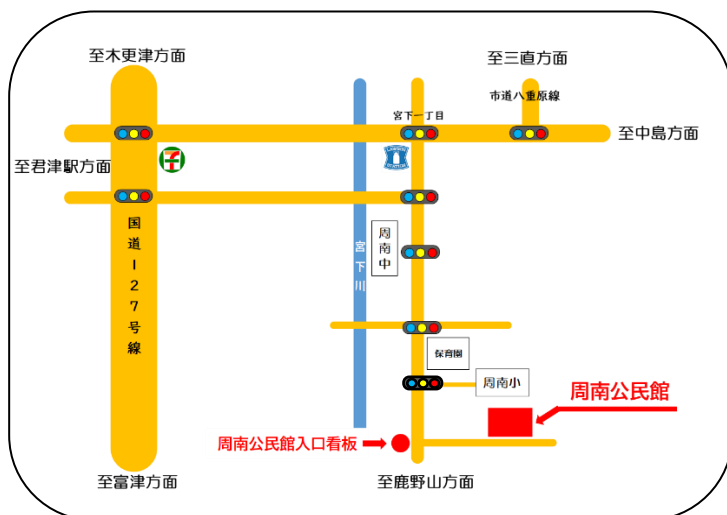 至木更津方面
至三直方面
市道八重原線
宮下一丁目
至中島方面
至君津駅方面
国道127号線
宮下川
周南中
保育園
周南小
周南公民館
周南公民館入口看板
至富津方面
至鹿野山方面